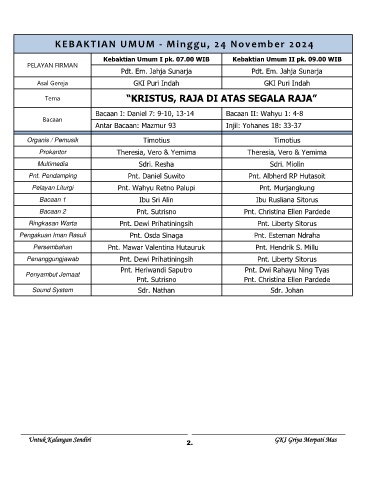 KEBAKTIAN UMUM - Minggu, 24 November 2024
PELAYAN FIRMAN Kebaktian Umum I pk. 07.00 WIB Kebaktian Umum II pk. 09.00 WIB
Pdt. Em. Jahja Sunarja Pdt. Em. Jahja Sunarja
Asal Gereja GKI Puri Indah GKI Puri Indah
Tema “KRISTUS, RAJA DI ATAS SEGALA RAJA”
Bacaan Bacaan I: Daniel 7: 9-10, 13-14 Bacaan II: Wahyu 1: 4-8
Antar Bacaan: Mazmur 93 Injil: Yohanes 18: 33-37
Organis / Pemusik Timotius Timotius
Prokantor Theresia, Vero & Yemima Theresia, Vero & Yemima
Multimedia Sdri. Resha Sdri. Miolin
Pnt. Pendamping Pnt. Daniel Suwito Pnt. Albherd RP Hutasoit
Pelayan Liturgi Pnt. Wahyu Retno Palupi Pnt. Murjangkung
Bacaan 1 Ibu Sri Alin Ibu Rusliana Sitorus
Bacaan 2 Pnt. Sutrisno Pnt. Christina Ellen Pardede
Ringkasan Warta Pnt. Dewi Prihatiningsih Pnt. Liberty Sitorus
Pengakuan Iman Rasuli Pnt. Osda Sinaga Pnt. Esteman Ndraha
Persembahan Pnt. Mawar Valentina Hutauruk Pnt. Hendrik S. Millu
Penanggungjawab Pnt. Dewi Prihatiningsih Pnt. Liberty Sitorus
Penyambut Jemaat Pnt. Heriwandi Saputro Pnt. Dwi Rahayu Ning Tyas
Pnt. Sutrisno Pnt. Christina Ellen Pardede
Sound System Sdr. Nathan Sdr. Johan
Untuk Kalangan Sendiri 2. GKI Griya Merpati Mas